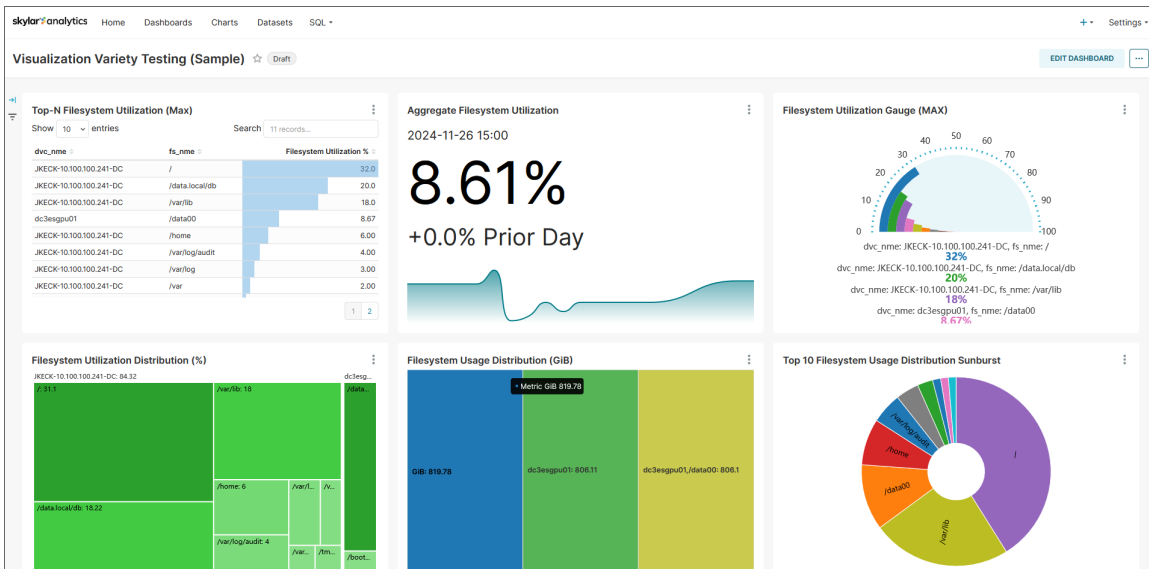 skylar analytics Home Dashboards Charts Datasets SQL Settings
Visualization Variety Testing (Sample) Draft EDIT DASHBOARD
Top-N Filesystem Utilization (Max)
Show 10 entries Search 11 records...
dvc_nme fs_nme Filesystem Utilization %
JKECK-10.100.100.241-DC / 32.0
JKECK-10.100.100.241-DC /data.local/db 20.0
JKECK-10.100.100.241-DC /var/lib 18.0
dc3esgpu01 /data00 8.67
JKECK-10.100.100.241-DC /home 6.00
JKECK-10.100.100.241-DC /var/log/audit 4.00
JKECK-10.100.100.241-DC /var/log 3.00
JKECK-10.100.100.241-DC /var 2.00
1 2
Aggregate Filesystem Utilization
2024-11-26 15:00
8.61%
+0.0% Prior Day
Filesystem Utilization Gauge (MAX)
0 10 20 30 40 50 60 70 80 90 100
dvc_nme: JKECK-10.100.100.241-DC, fs_nme: /
32%
dvc_nme: JKECK-10.100.100.241-DC, fs_nme: /data.local/db
20%
dvc_nme: JKECK-10.100.100.241-DC, fs_nme: /var/lib
18%
dvc_nme: dc3esgpu01, fs_nme: /data00
8.67%
Filesystem Utilization Distribution (%)
JKECK-10.100.100.241-DC: 84.32 dc3esg...
/: 31.1 /var/lib: 18 /data...
/home: 6 /var/l... /v...
/data.local/db: 18.22
/var/log/audit: 4 /var... /tm... /boot...
Filesystem Usage Distribution (GiB)
Metric GiB 819.78
GiB: 819.78 dc3esgpu01: 806.11 dc3esgpu01,/data00: 806.1
Top 10 Filesystem Usage Distribution Sunburst
/var/log/audit
/home
/data00
/var/lib
/